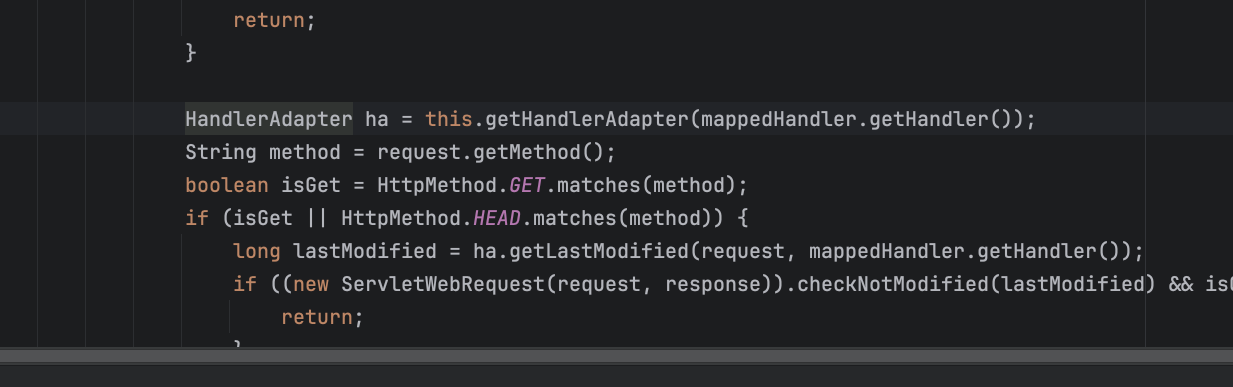 return;
}
HandlerAdapter ha = this.getHandlerAdapter(mappedHandler.getHandler());
String method = request.getMethod();
boolean isGet = HttpMethod.GET.matches(method);
if (isGet || HttpMethod.HEAD.matches(method)) {
long lastModified = ha.getLastModified(request, mappedHandler.getHandler());
if ((new ServletWebRequest(request, response)).checkNotModified(lastModified) &&
return;